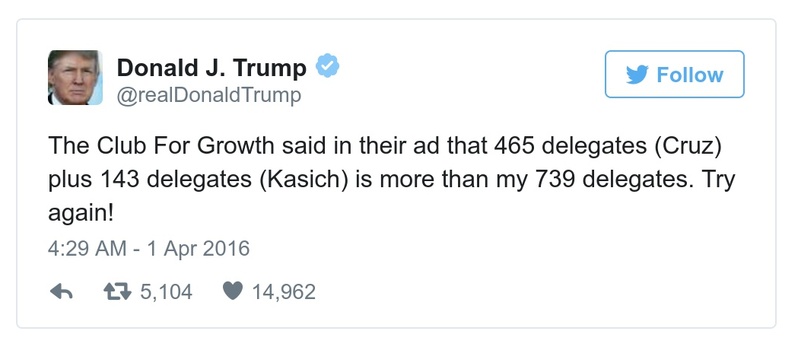 Donald J. Trump
@realDonaldTrump
Follow
The Club For Growth said in their ad that 465 delegates (Cruz)
plus 143 delegates (Kasich) is more than my 739 delegates. Try
again!
4:29 AM - 1 Apr 2016
5,104 14,962